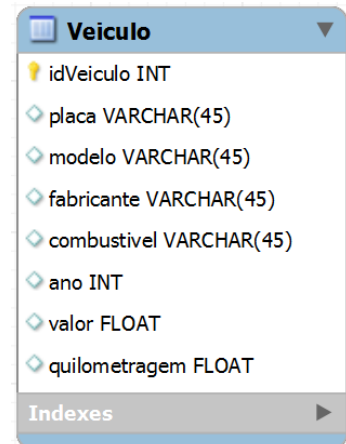 Veiculo
idVeiculo INT
placa VARCHAR(45)
modelo VARCHAR(45)
fabricante VARCHAR(45)
combustivel VARCHAR(45)
ano INT
valor FLOAT
quilometragem FLOAT
Indexes